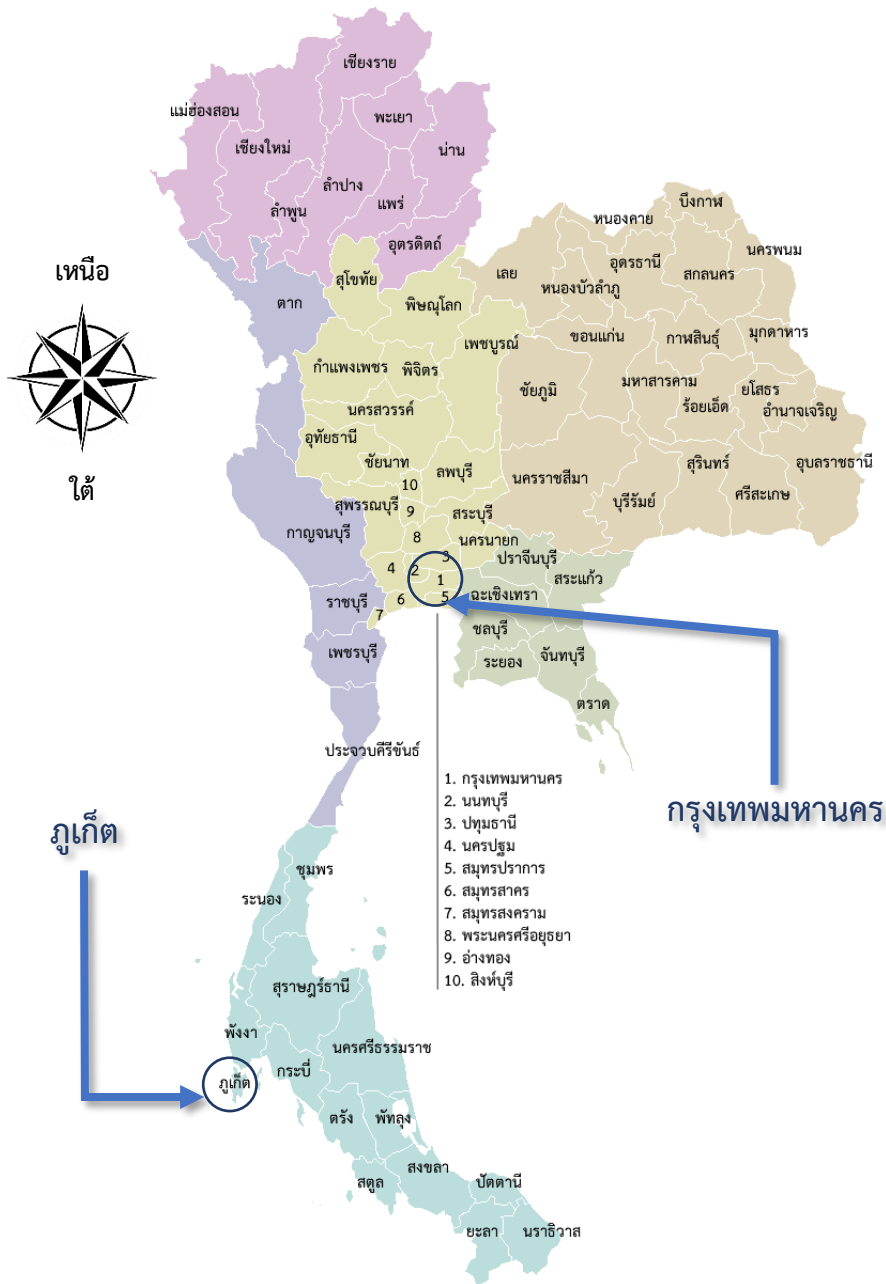 เชียงราย
แม่ฮ่องสอน
พะเยา
เชียงใหม่
น่าน
ลำปาง
แพร่
ลำพูน
อุตรดิตถ์
บึงกาฬ
หนองคาย
นครพนม
อุดรธานี
เลย
สกลนคร
หนองบัวลำภู
เหนือ
สุโขทัย
ตาก
พิษณุโลก
ขอนแก่น
กาฬสินธุ์
มุกดาหาร
เพชบูรณ์
กำแพงเพชร
พิจิตร
ชัยภูมิ
มหาสารคาม
ยโสธร
ร้อยเอ็ด
อำนาจเจริญ
นครสวรรค์
อุทัยธานี
ชัยนาท
ลพบุรี
นครราชสีมา
สุรินทร์
อุบลราชธานี
ใต้
10
สุพรรณบุรี
9
สระบุรี
บุรีรัมย์
ศรีสะเกษ
กาญจนบุรี
8
นครนายก
3
ปราจีนบุรี
4
2
1
สระแก้ว
ราชบุรี
6
5
ฉะเชิงเทรา
7
ชลบุรี
เพชรบุรี
ระยอง
จันทบุรี
ตราด
ประจวบคีรีขันธ์
1. กรุงเทพมหานคร
2. นนทบุรี
3. ปทุมธานี
4. นครปฐม
5. สมุทรปราการ
6. สมุทรสาคร
7. สมุทรสงคราม
8. พระนครศรีอยุธยา
9. อ่างทอง
10. สิงห์บุรี
กรุงเทพมหานคร
ภูเก็ต
ชุมพร
ระนอง
สุราษฎร์ธานี
พังงา
นครศรีธรรมราช
กระบี่
ภูเก็ต
ตรัง
พัทลุง
สงขลา
สตูล
ปัตตานี
ยะลา
นราธิวาส